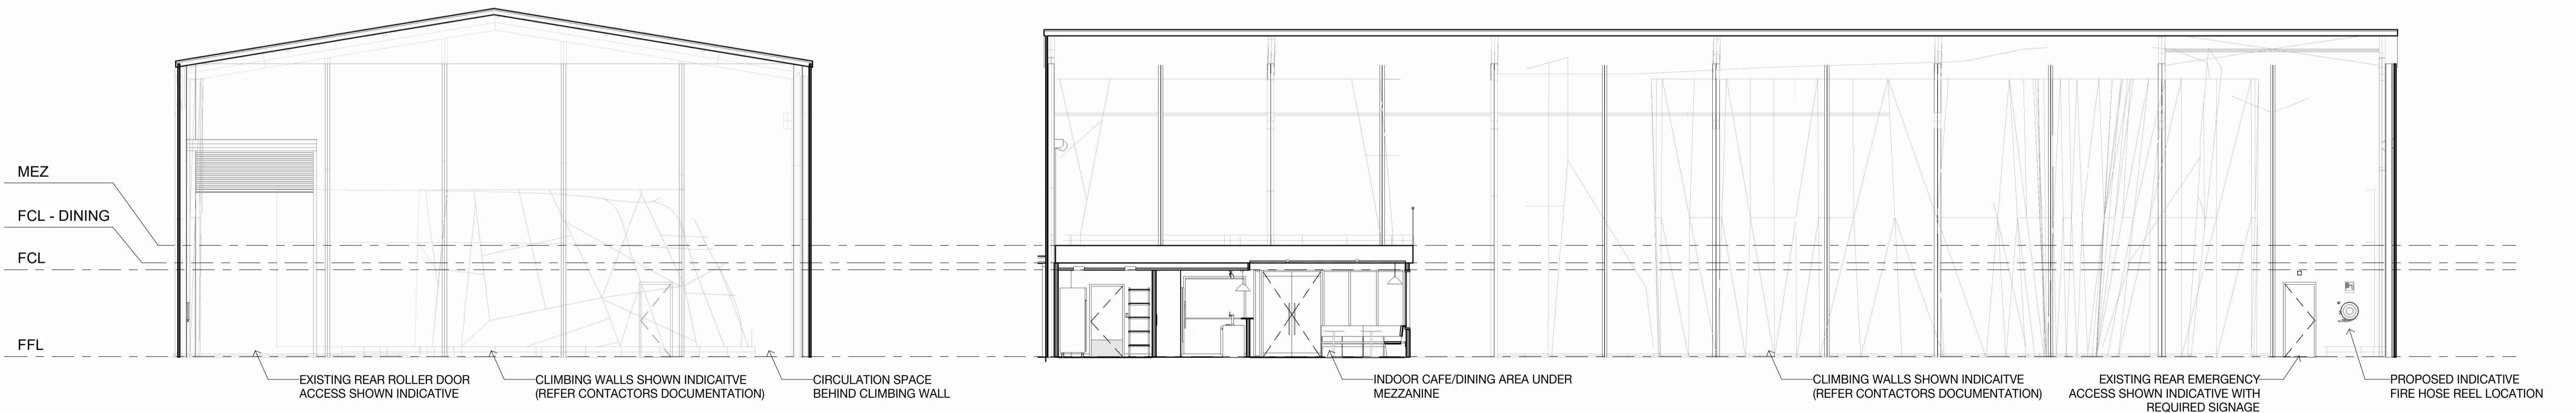 MEZ
FCL - DINING
FCL
FFL
EXISTING REAR ROLLER DOOR
ACCESS SHOWN INDICATIVE
CLIMBING WALLS SHOWN INDICAITVE
(REFER CONTACTORS DOCUMENTATION)
CIRCULATION SPACE
BEHIND CLIMBING WALL
INDOOR CAFE/DINING AREA UNDER
MEZZANINE
CLIMBING WALLS SHOWN INDICAITVE
(REFER CONTACTORS DOCUMENTATION)
EXISTING REAR EMERGENCY
ACCESS SHOWN INDICATIVE WITH
REQUIRED SIGNAGE
PROPOSED INDICATIVE
FIRE HOSE REEL LOCATION